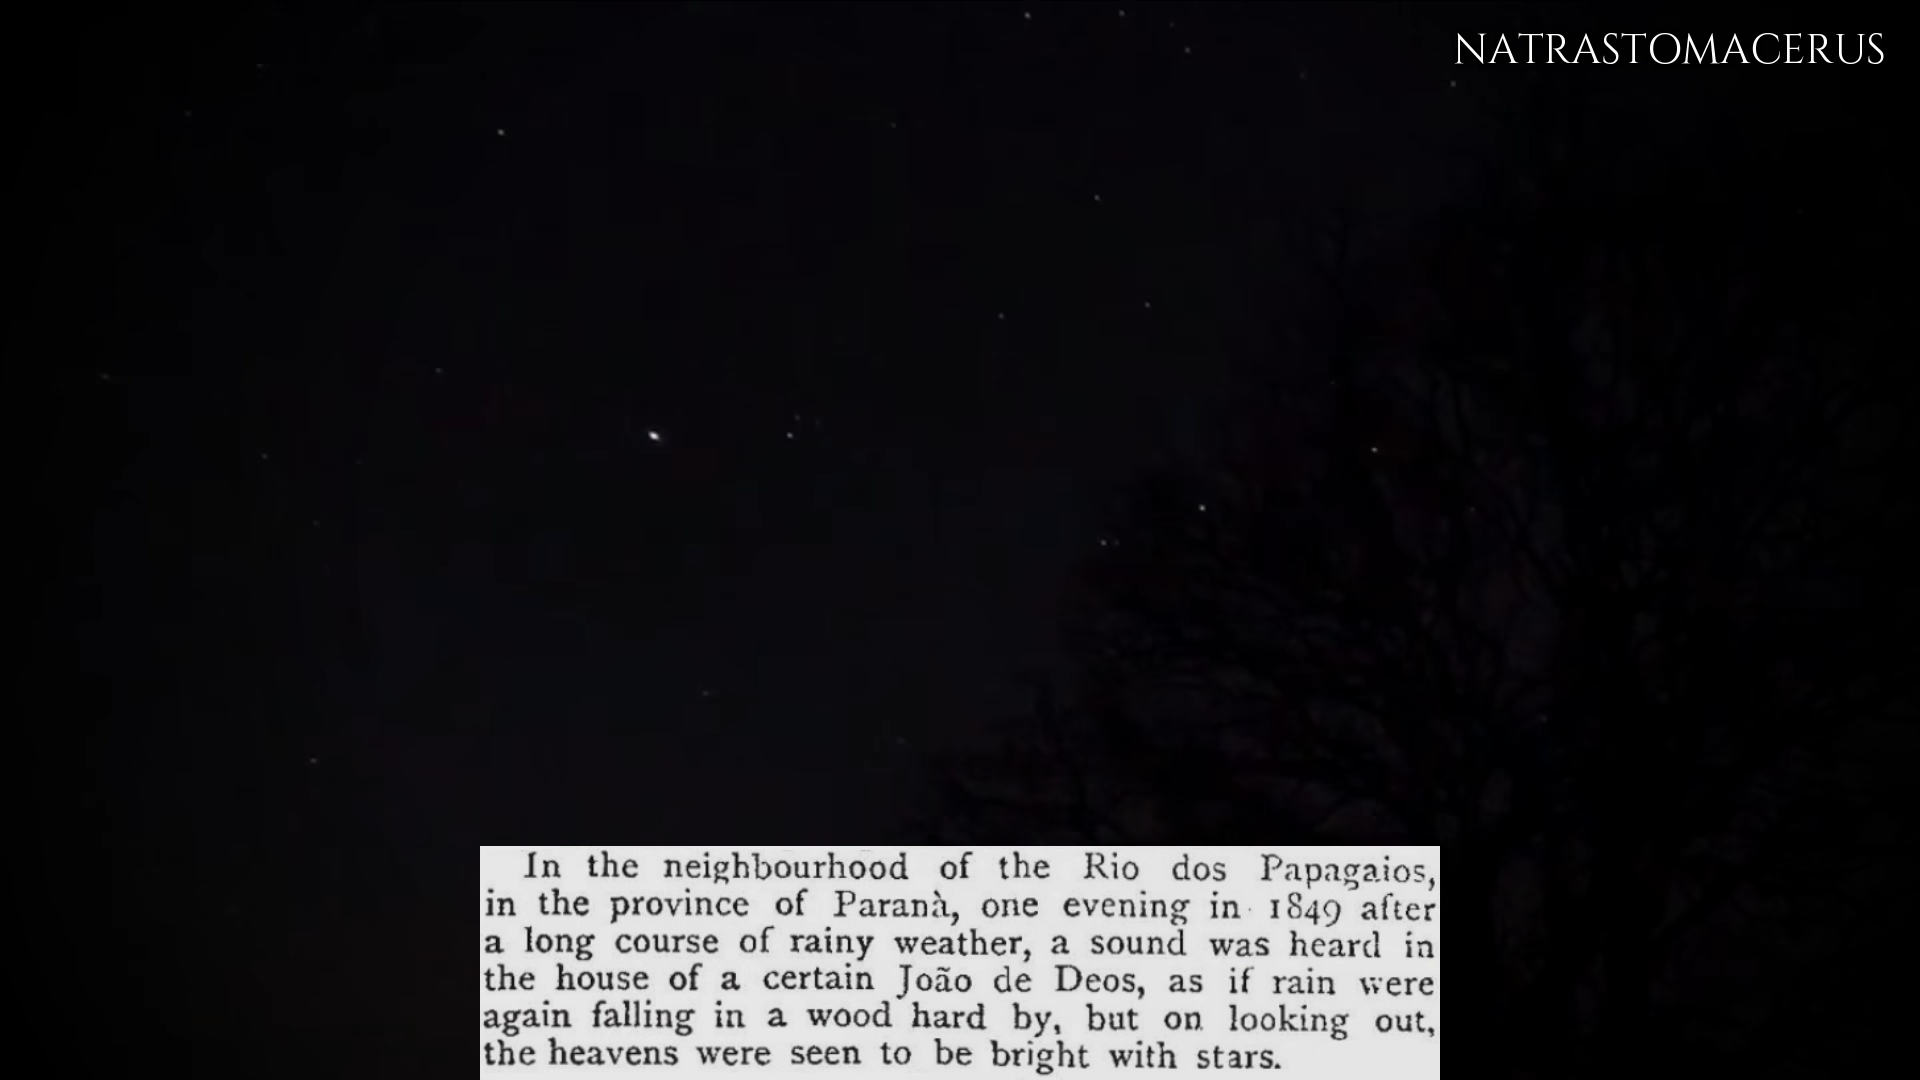 NATRASTOMACERUS
In the neighbourhood of the Rio dos Papagaios,
in the province of Paranà, one evening in 1849 after
a long course of rainy weather, a sound was heard in
the house of a certain João de Deos, as if rain were
again falling in a wood hard by, but on looking out,
the heavens were seen to be bright with stars.